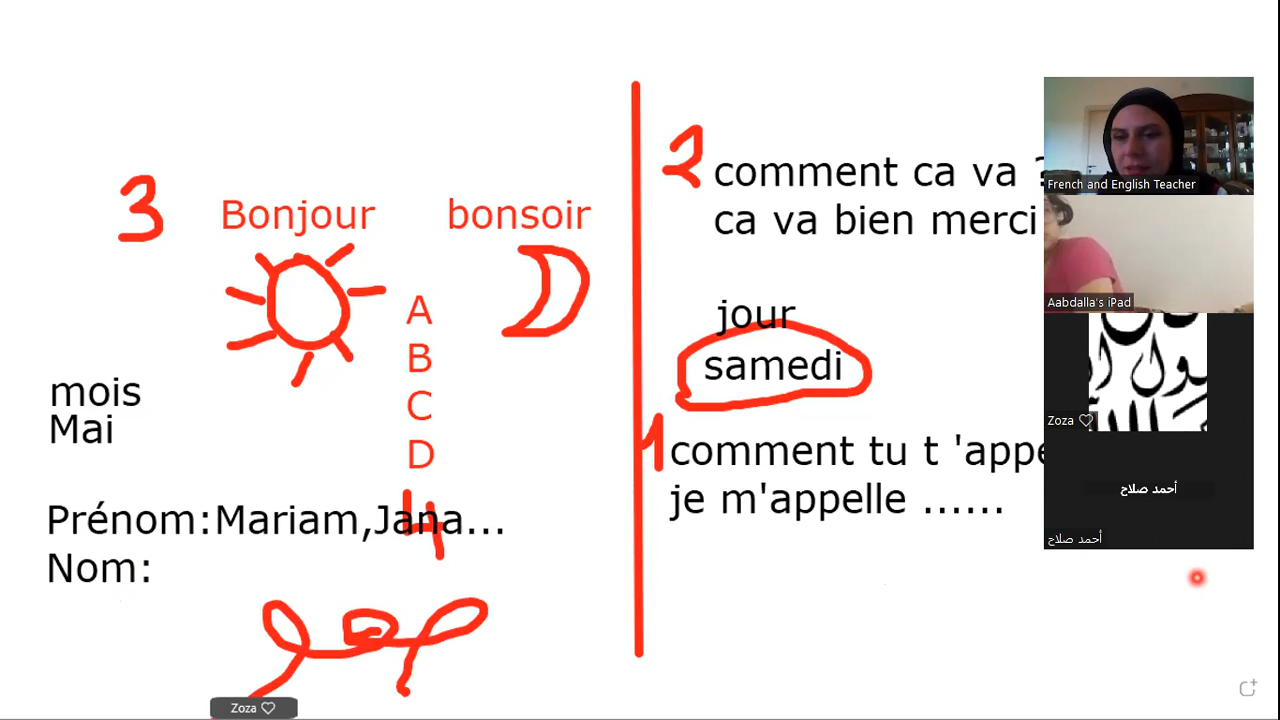 3
Bonjour bonsoir
A
B
C
D
mois
Mai
4
Prénom:Mariam,Jana...
Nom:
Zoza ♡
2
comment ca va ?
ca va bien merci
jour
samedi
1
comment tu t 'appe
je m'appelle ......
French and English Teacher
Aabdalla's iPad
Zoza ♡
أحمد صلاح
أحمد صلاح